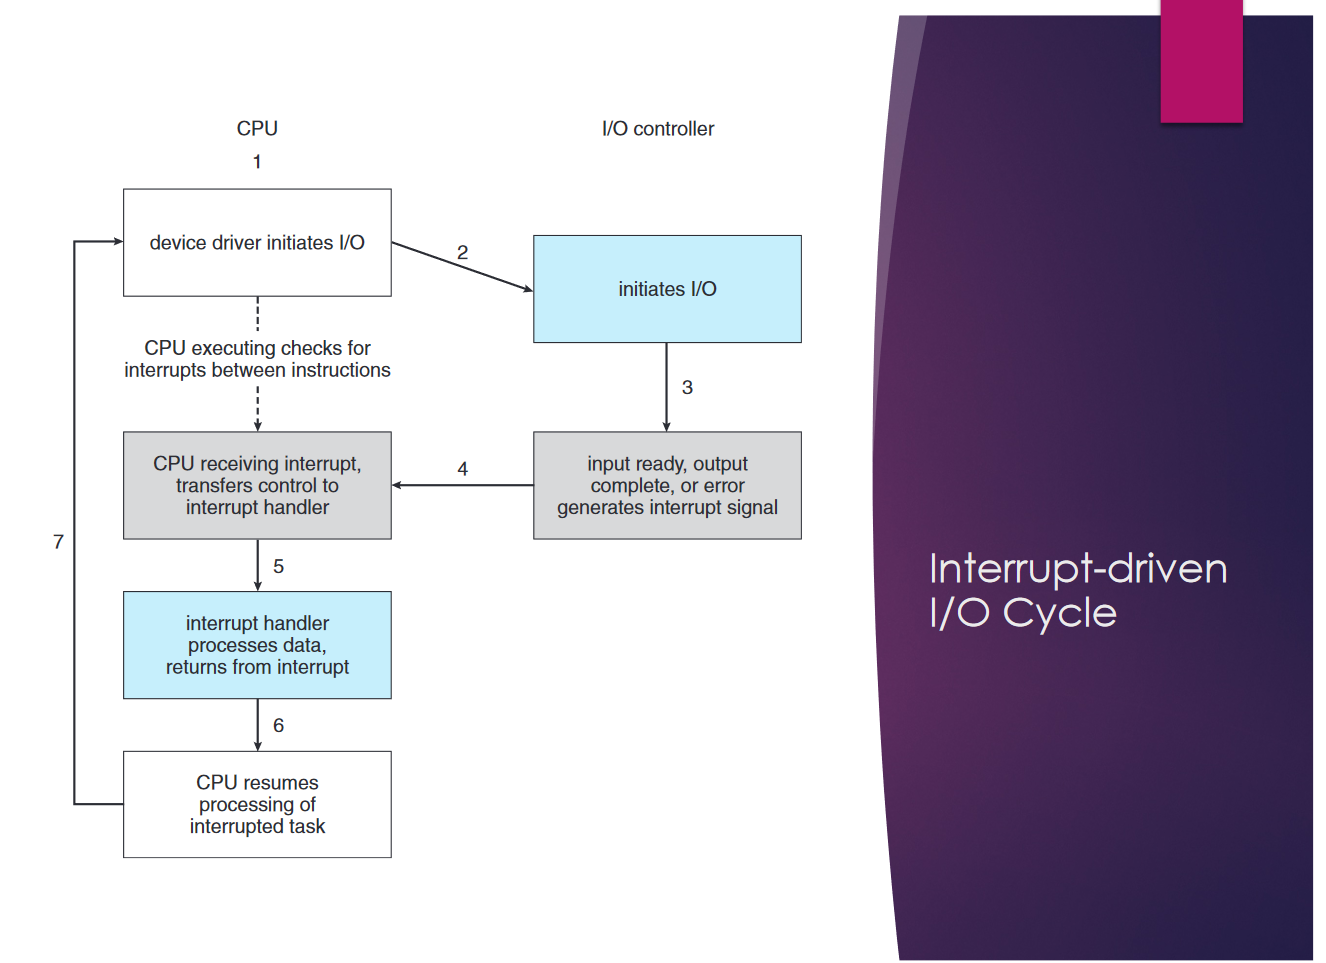 CPU
I/O controller
1
device driver initiates I/O
2
initiates I/O
CPU executing checks for
interrupts between instructions
3
CPU receiving interrupt,
transfers control to
interrupt handler
4
input ready, output
complete, or error
generates interrupt signal
7
5
interrupt handler
processes data,
returns from interrupt
6
CPU resumes
processing of
interrupted task
Interrupt-driven
I/O Cycle